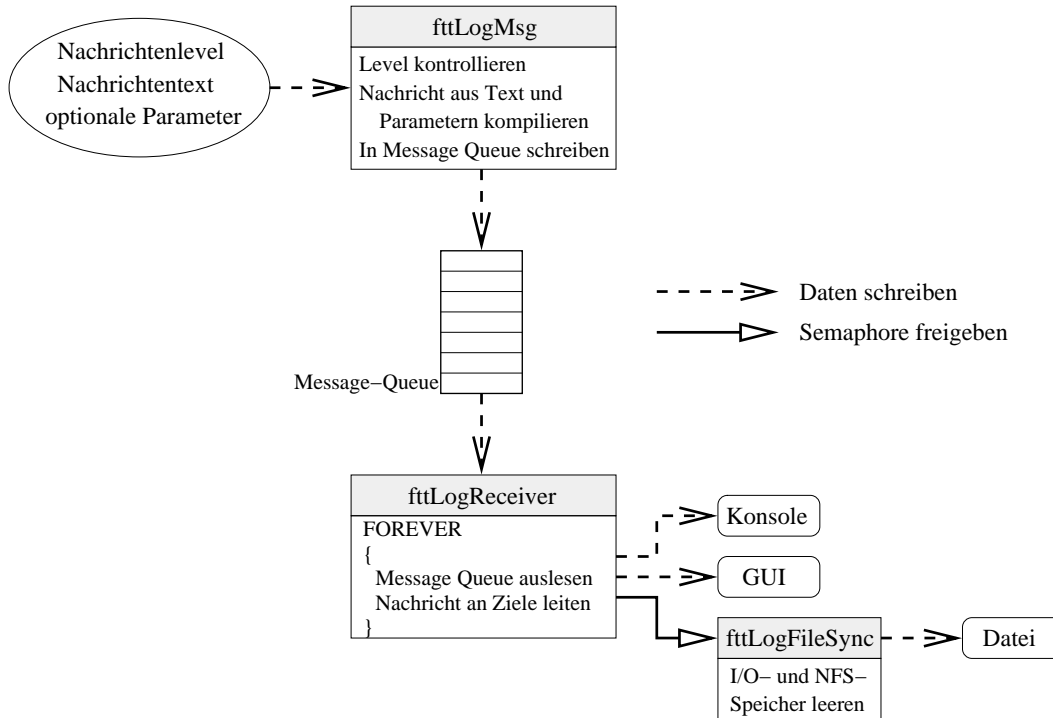 fttLogMsg
Nachrichtenlevel
Nachrichtentext
optionale Parameter
Level kontrollieren
Nachricht aus Text und
Parametern kompilieren
In Message Queue schreiben
Daten schreiben
Semaphore freigeben
Message−Queue
fttLogReceiver
FOREVER
{
Message Queue auslesen
Nachricht an Ziele leiten
}
Konsole
GUI
fttLogFileSync
I/O− und NFS−
Speicher leeren
Datei